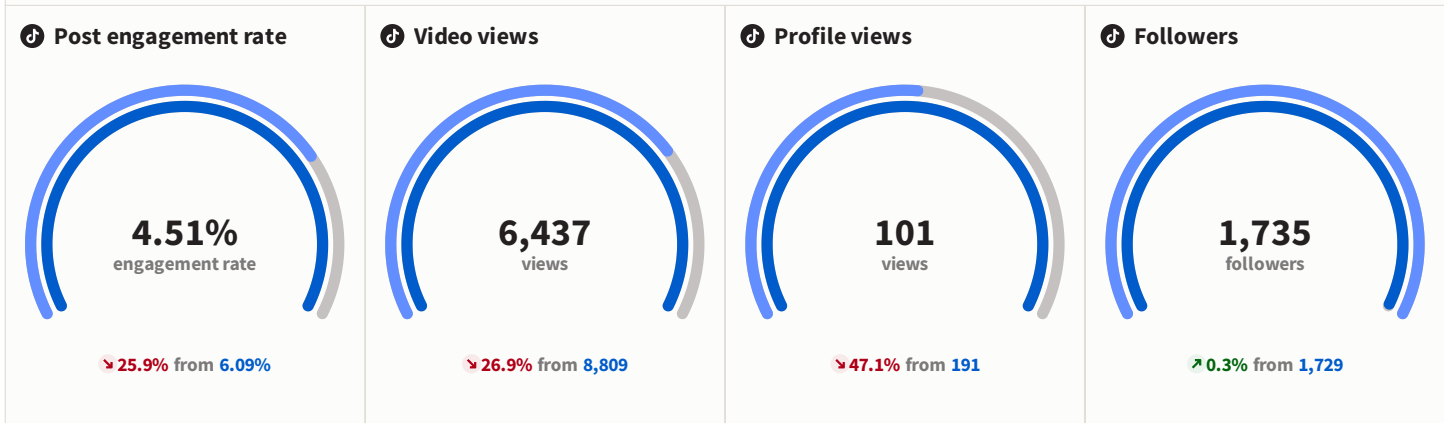 Post engagement rate
4.51%
engagement rate
25.9% from 6.09%
Video views
6,437
views
26.9% from 8,809
Profile views
101
views
47.1% from 191
Followers
1,735
followers
0.3% from 1,729